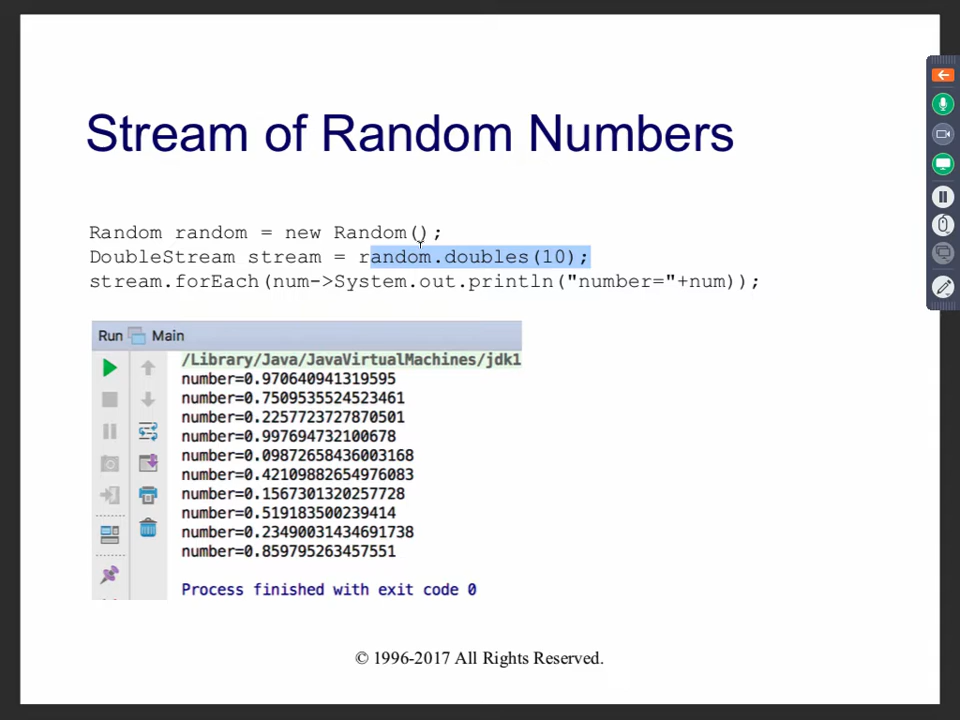 Stream of Random Numbers
Random random = new Random();
DoubleStream stream = random.doubles(10);
stream.forEach(num->System.out.println("number="+num));
Run Main
/Library/Java/JavaVirtualMachines/jdk1
number=0.970640941319595
number=0.7509535524523461
number=0.2257723727870501
number=0.997694732100678
number=0.09872658436003168
number=0.42109882654976083
number=0.1567301320257728
number=0.519183500239414
number=0.23490031434691738
number=0.859795263457551
Process finished with exit code 0
© 1996-2017 All Rights Reserved.